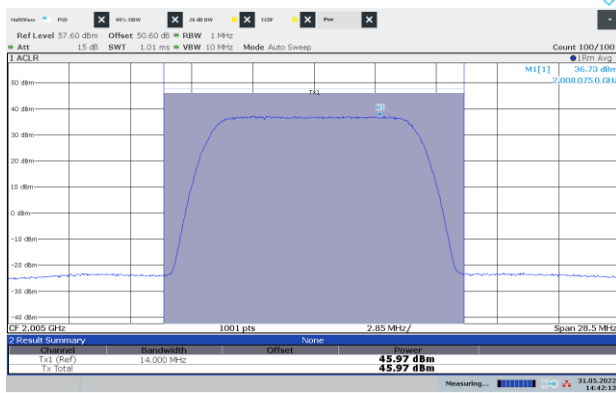 MultiView PSD X 99% OBW X 26 dB BW X CCDF X Pwr X
Ref Level 57.60 dBm Offset 50.60 dB RBW 1 MHz
Att 15 dB SWT 1.01 ms VBW 10 MHz Mode Auto Sweep Count 100/100
1 ACLR 1Rm Avg
M1[1] 36.73 dBm
2.008 075 0 GHz
50 dBm
Tx1
40 dBm
M1
30 dBm
20 dBm
10 dBm
0 dBm
-10 dBm
-20 dBm
-30 dBm
-40 dBm
CF 2.005 GHz 1001 pts 2.85 MHz/ Span 28.5 MHz
2 Result Summary None
Channel Bandwidth Offset Power
Tx1 (Ref) 14.000 MHz 45.97 dBm
Tx Total 45.97 dBm
Measuring... 31.05.2022
14:42:13